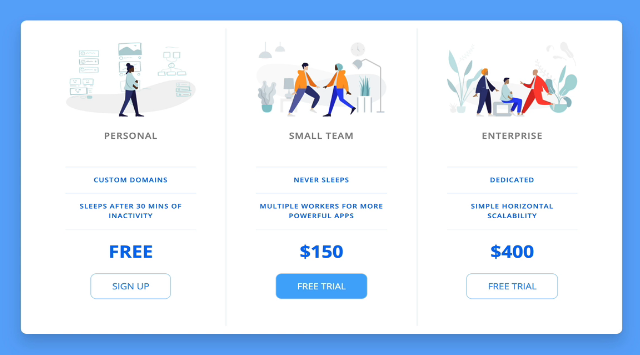 PERSONAL
CUSTOM DOMAINS
SLEEPS AFTER 30 MINS OF
INACTIVITY
FREE
SIGN UP
SMALL TEAM
NEVER SLEEPS
MULTIPLE WORKERS FOR MORE
POWERFUL APPS
$150
FREE TRIAL
ENTERPRISE
DEDICATED
SIMPLE HORIZONTAL
SCALABILITY
$400
FREE TRIAL